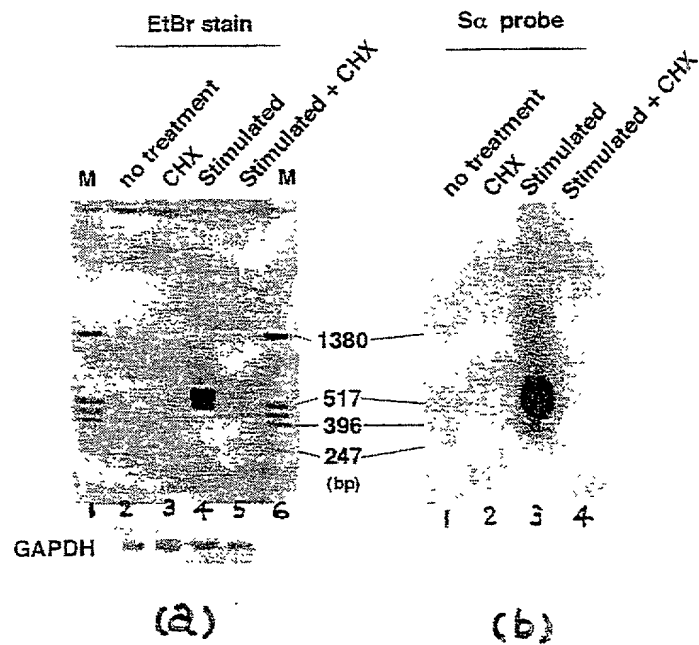 EtBr stain
Sα probe
M
no treatment
CHX
Stimulated
Stimulated + CHX
M
no treatment
CHX
Stimulated
Stimulated + CHX
1380
517
396
247
(bp)
1 2 3 4 5 6
1 2 3 4
GAPDH
(a)
(b)